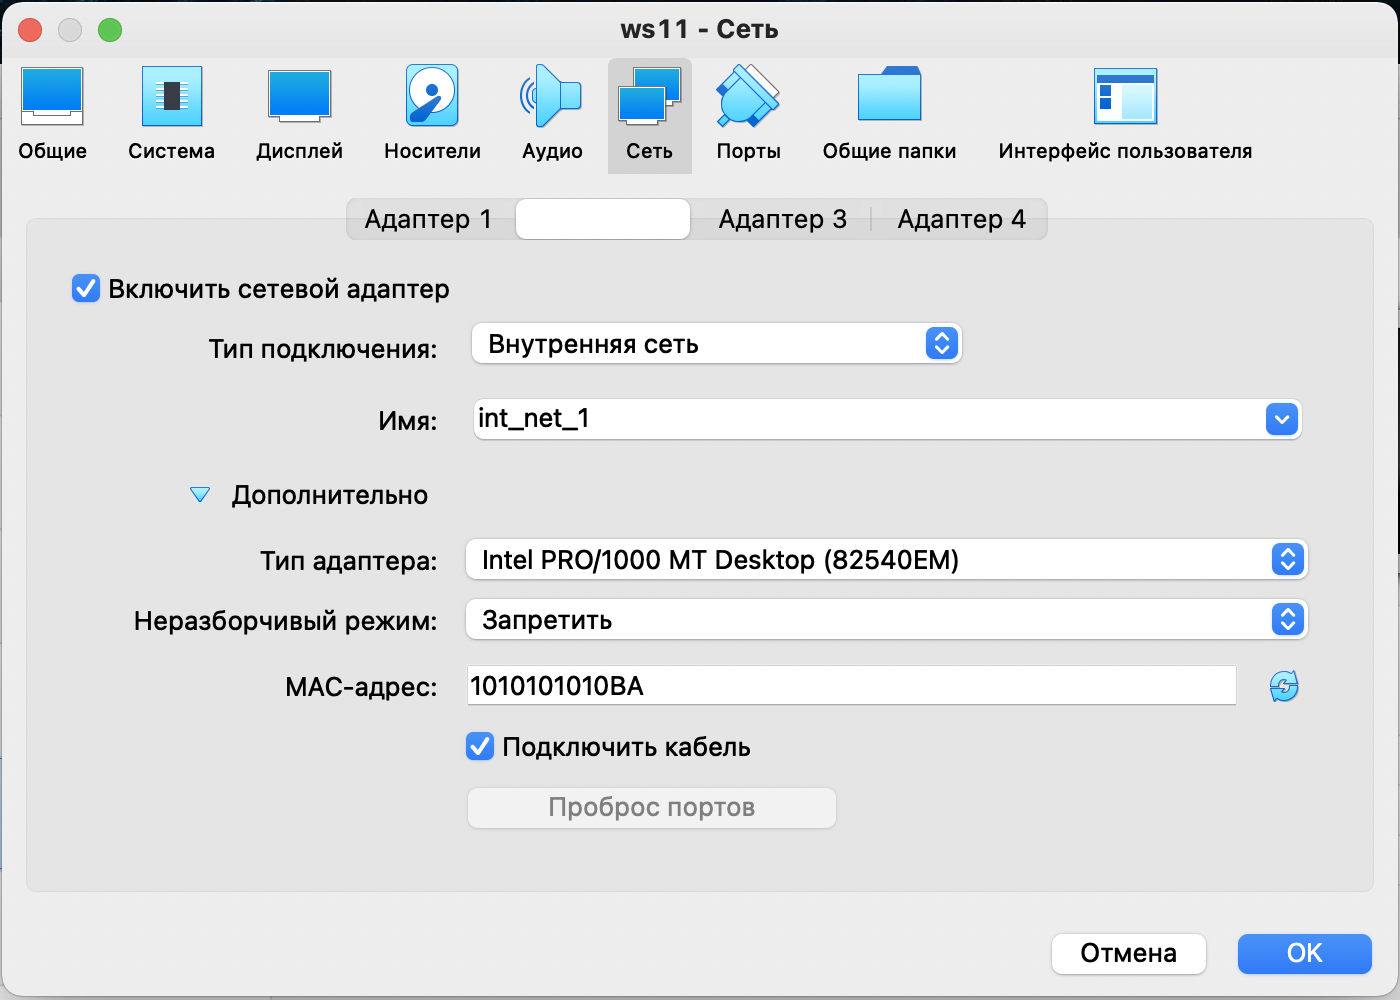 ws11 - Сеть
Общие Система Дисплей Носители Аудио Сеть Порты Общие папки Интерфейс пользователя
Адаптер 1 Адаптер 3 Адаптер 4
Включить сетевой адаптер
Тип подключения: Внутренняя сеть
Имя: int_net_1
Дополнительно
Тип адаптера: Intel PRO/1000 MT Desktop (82540EM)
Неразборчивый режим: Запретить
MAC-адрес: 1010101010BA
Подключить кабель
Проброс портов
Отмена OK